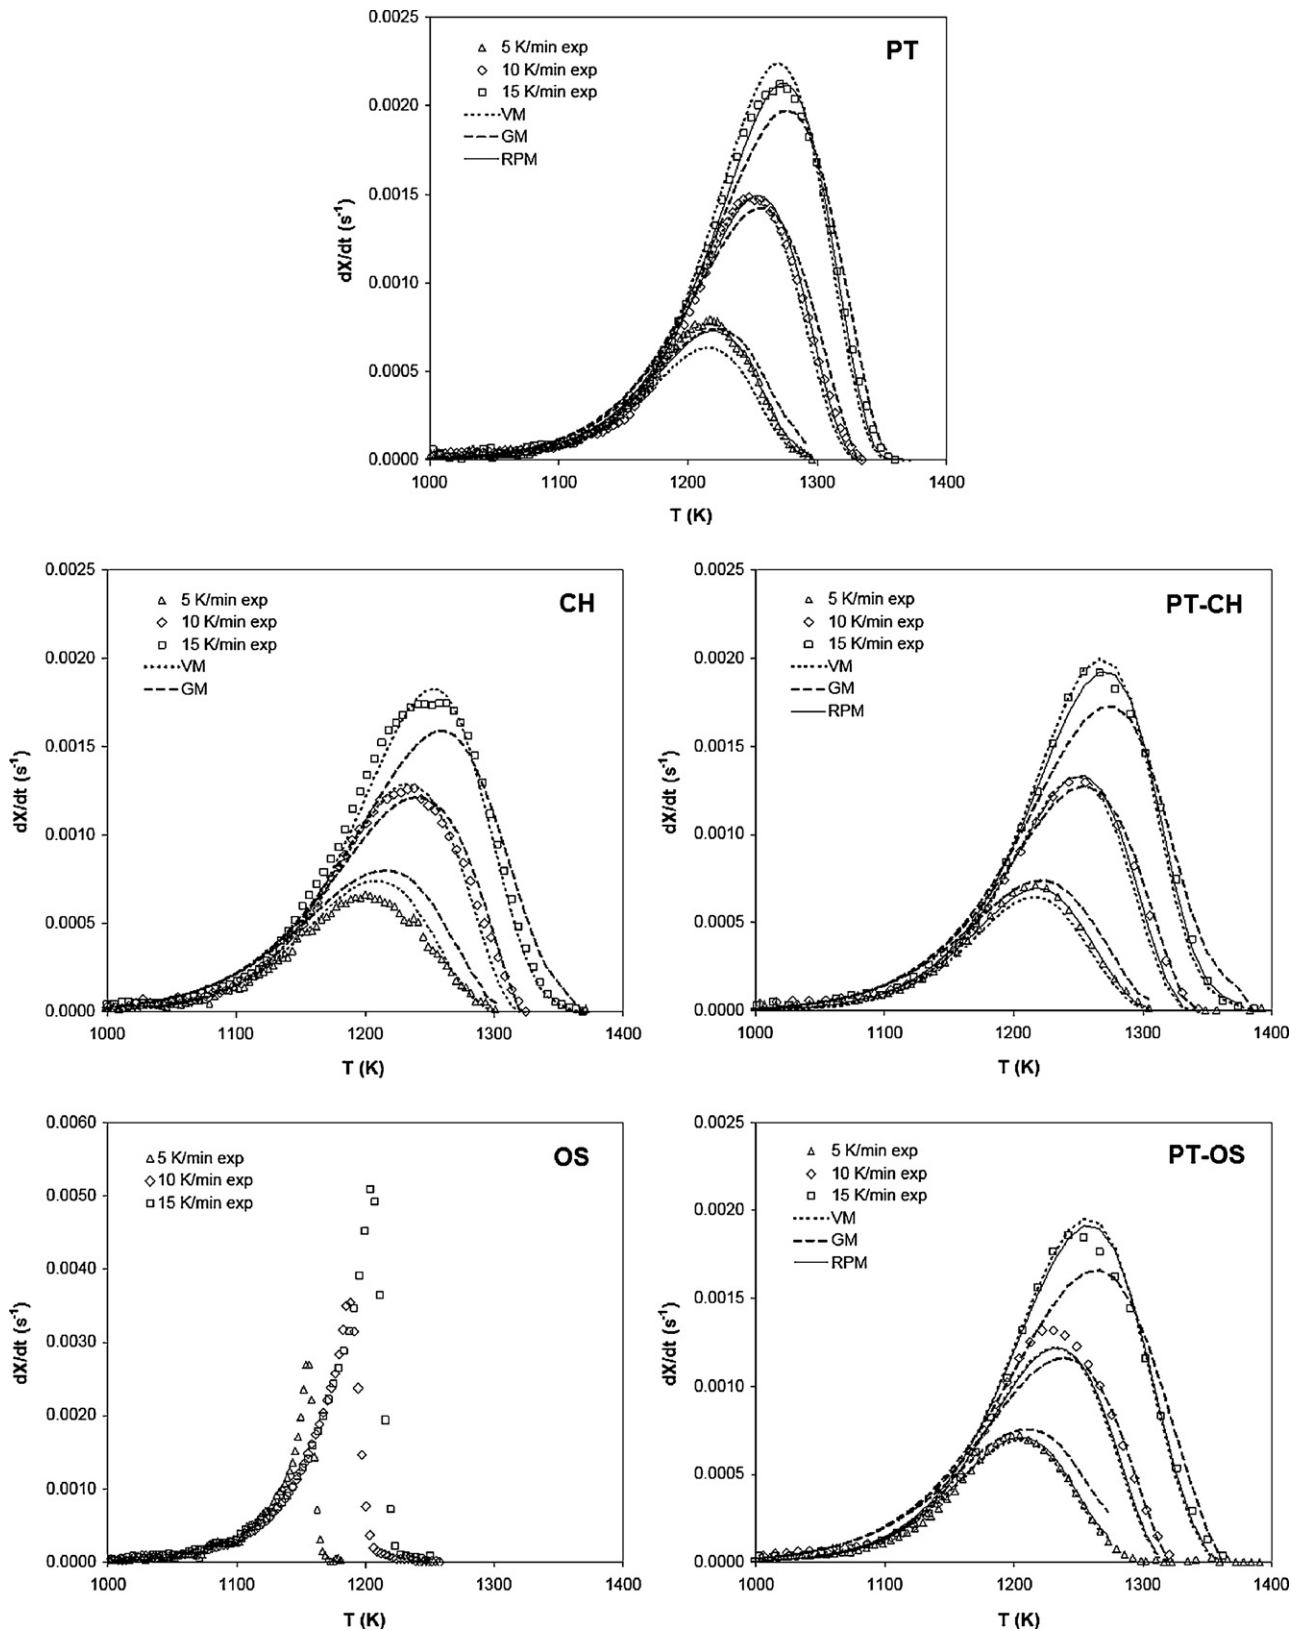 PT
5 K/min exp
10 K/min exp
15 K/min exp
VM
GM
RPM
dX/dt (s-1)
0.0025
0.0020
0.0015
0.0010
0.0005
0.0000
1000 1100 1200 1300 1400
T (K)
CH
5 K/min exp
10 K/min exp
15 K/min exp
VM
GM
dX/dt (s-1)
0.0025
0.0020
0.0015
0.0010
0.0005
0.0000
1000 1100 1200 1300 1400
T (K)
PT-CH
5 K/min exp
10 K/min exp
15 K/min exp
VM
GM
RPM
dX/dt (s-1)
0.0025
0.0020
0.0015
0.0010
0.0005
0.0000
1000 1100 1200 1300 1400
T (K)
OS
5 K/min exp
10 K/min exp
15 K/min exp
dX/dt (s-1)
0.0060
0.0050
0.0040
0.0030
0.0020
0.0010
0.0000
1000 1100 1200 1300 1400
T (K)
PT-OS
5 K/min exp
10 K/min exp
15 K/min exp
VM
GM
RPM
dX/dt (s-1)
0.0025
0.0020
0.0015
0.0010
0.0005
0.0000
1000 1100 1200 1300 1400
T (K)